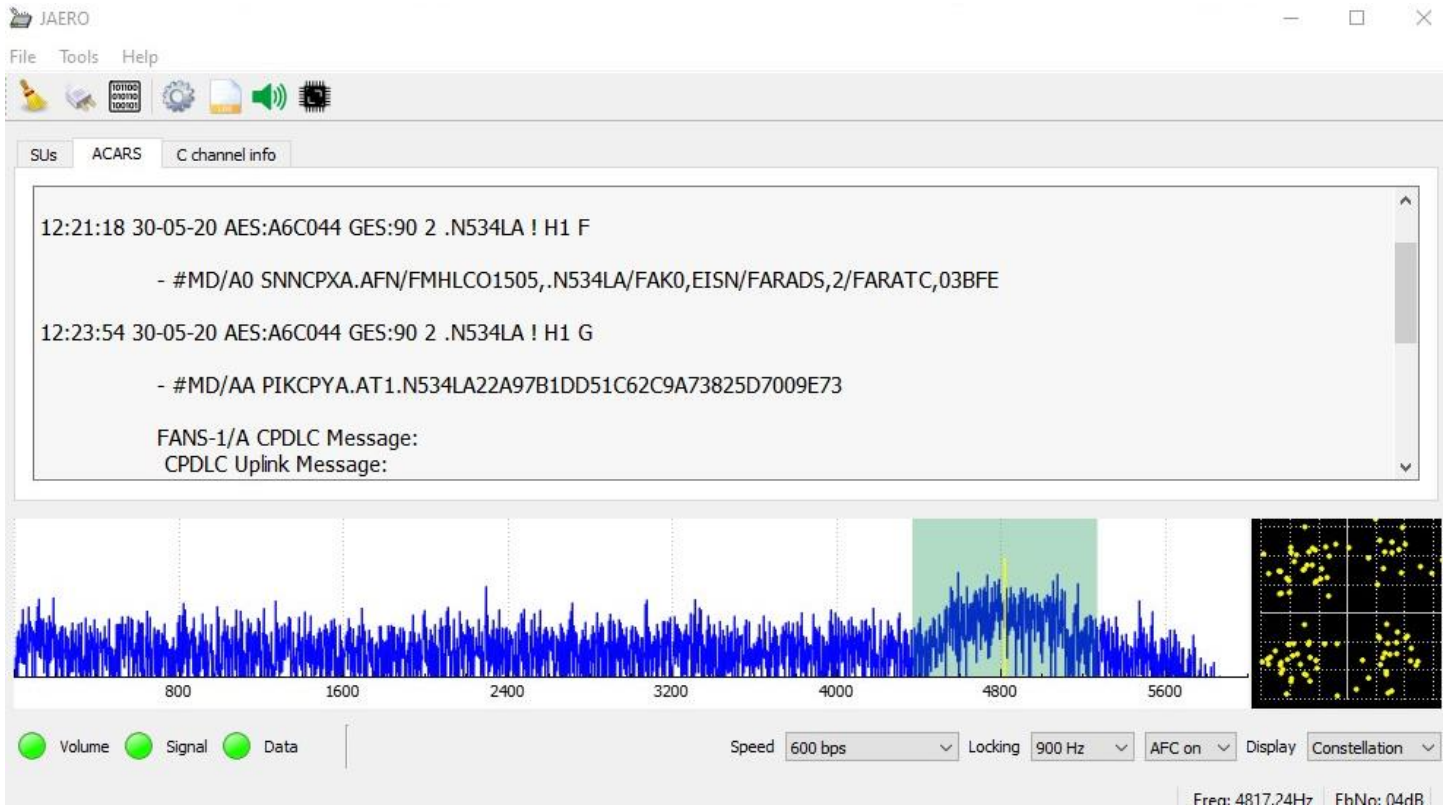 JAERO
File Tools Help
101100
010110
100101
SUs ACARS C channel info
12:21:18 30-05-20 AES:A6C044 GES:90 2 .N534LA ! H1 F
- #MD/A0 SNNCPXA.AFN/FMHLCO1505,.N534LA/FAK0,EISN/FARADS,2/FARATC,03BFE
12:23:54 30-05-20 AES:A6C044 GES:90 2 .N534LA ! H1 G
- #MD/AA PIKCPYA.AT1.N534LA22A97B1DD51C62C9A73825D7009E73
FANS-1/A CPDLC Message:
CPDLC Uplink Message:
800 1600 2400 3200 4000 4800 5600
Volume Signal Data Speed 600 bps Locking 900 Hz AFC on Display Constellation
Freq: 4817.24Hz EbNo: 04dB